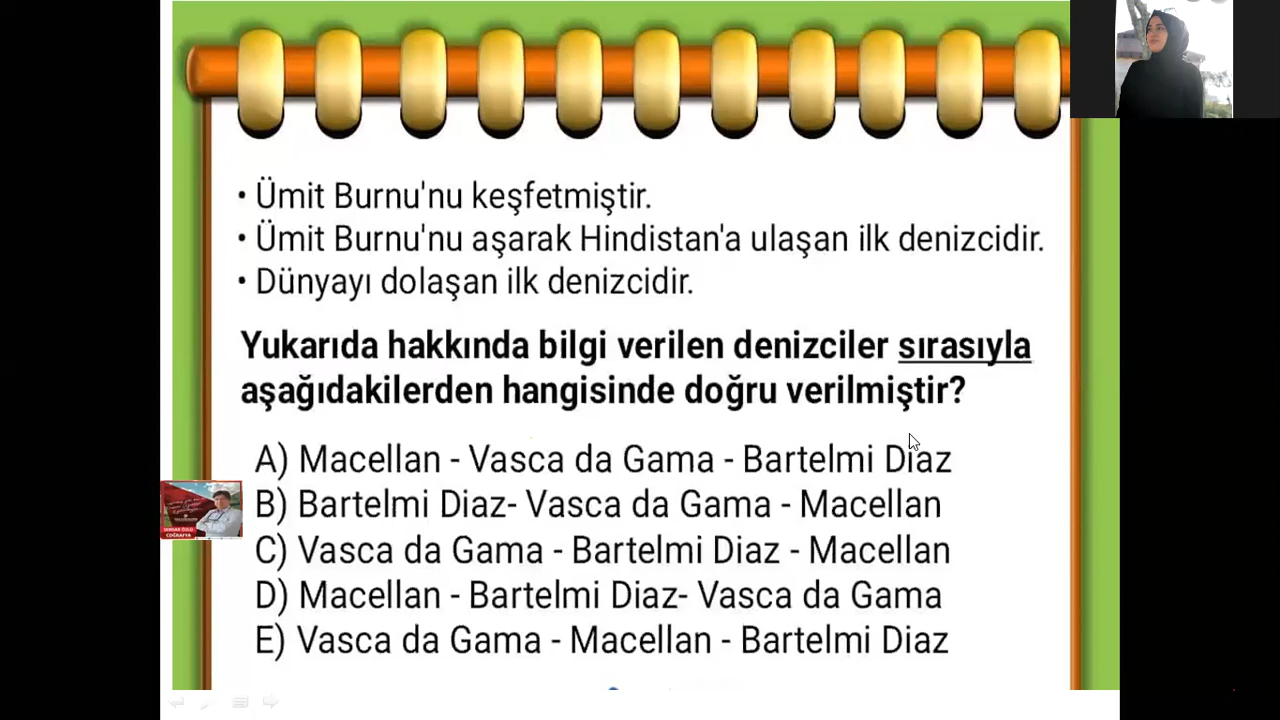 • Ümit Burnu'nu keşfetmiştir.
• Ümit Burnu'nu aşarak Hindistan'a ulaşan ilk denizcidir.
• Dünyayı dolaşan ilk denizcidir.
Yukarıda hakkında bilgi verilen denizciler sırasıyla
aşağıdakilerden hangisinde doğru verilmiştir?
A) Macellan - Vasca da Gama - Bartelmi Diaz
B) Bartelmi Diaz- Vasca da Gama - Macellan
C) Vasca da Gama - Bartelmi Diaz - Macellan
D) Macellan - Bartelmi Diaz- Vasca da Gama
E) Vasca da Gama - Macellan - Bartelmi Diaz
COĞRAFYA